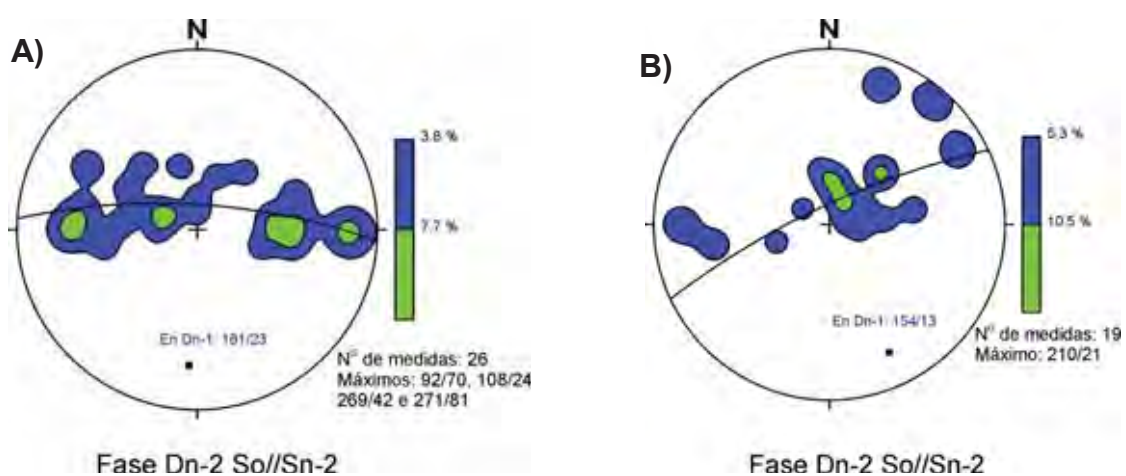 A)
N
3.8 %
7.7 %
En Dn-1: 181/23
Nº de medidas: 26
Máximos: 92/70, 108/24
269/42 e 271/81
Fase Dn-2 So//Sn-2
B)
N
5.3 %
10.5 %
En Dn-1: 154/13
Nº de medidas: 19
Máximo: 210/21
Fase Dn-2 So//Sn-2